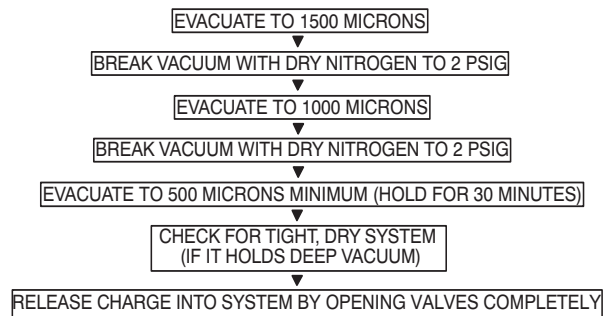 EVACUATE TO 1500 MICRONS
BREAK VACUUM WITH DRY NITROGEN TO 2 PSIG
EVACUATE TO 1000 MICRONS
BREAK VACUUM WITH DRY NITROGEN TO 2 PSIG
EVACUATE TO 500 MICRONS MINIMUM (HOLD FOR 30 MINUTES)
CHECK FOR TIGHT, DRY SYSTEM
(IF IT HOLDS DEEP VACUUM)
RELEASE CHARGE INTO SYSTEM BY OPENING VALVES COMPLETELY